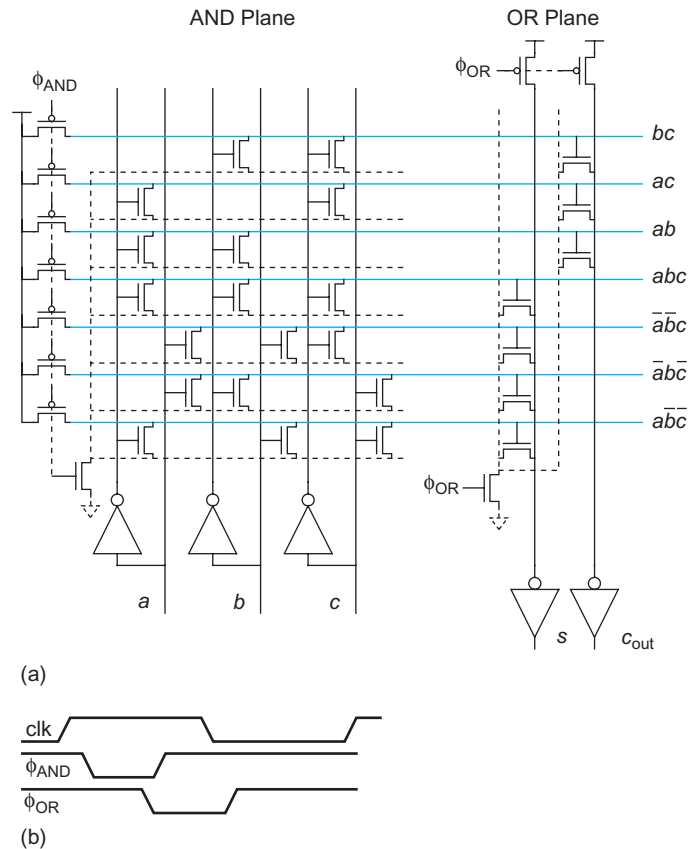 AND Plane
OR Plane
ϕAND
ϕOR
bc
ac
ab
abc
a̅b̅c
a̅bc̅
ab̅c̅
ϕOR
a
b
c
s
cout
(a)
clk
ϕAND
ϕOR
(b)